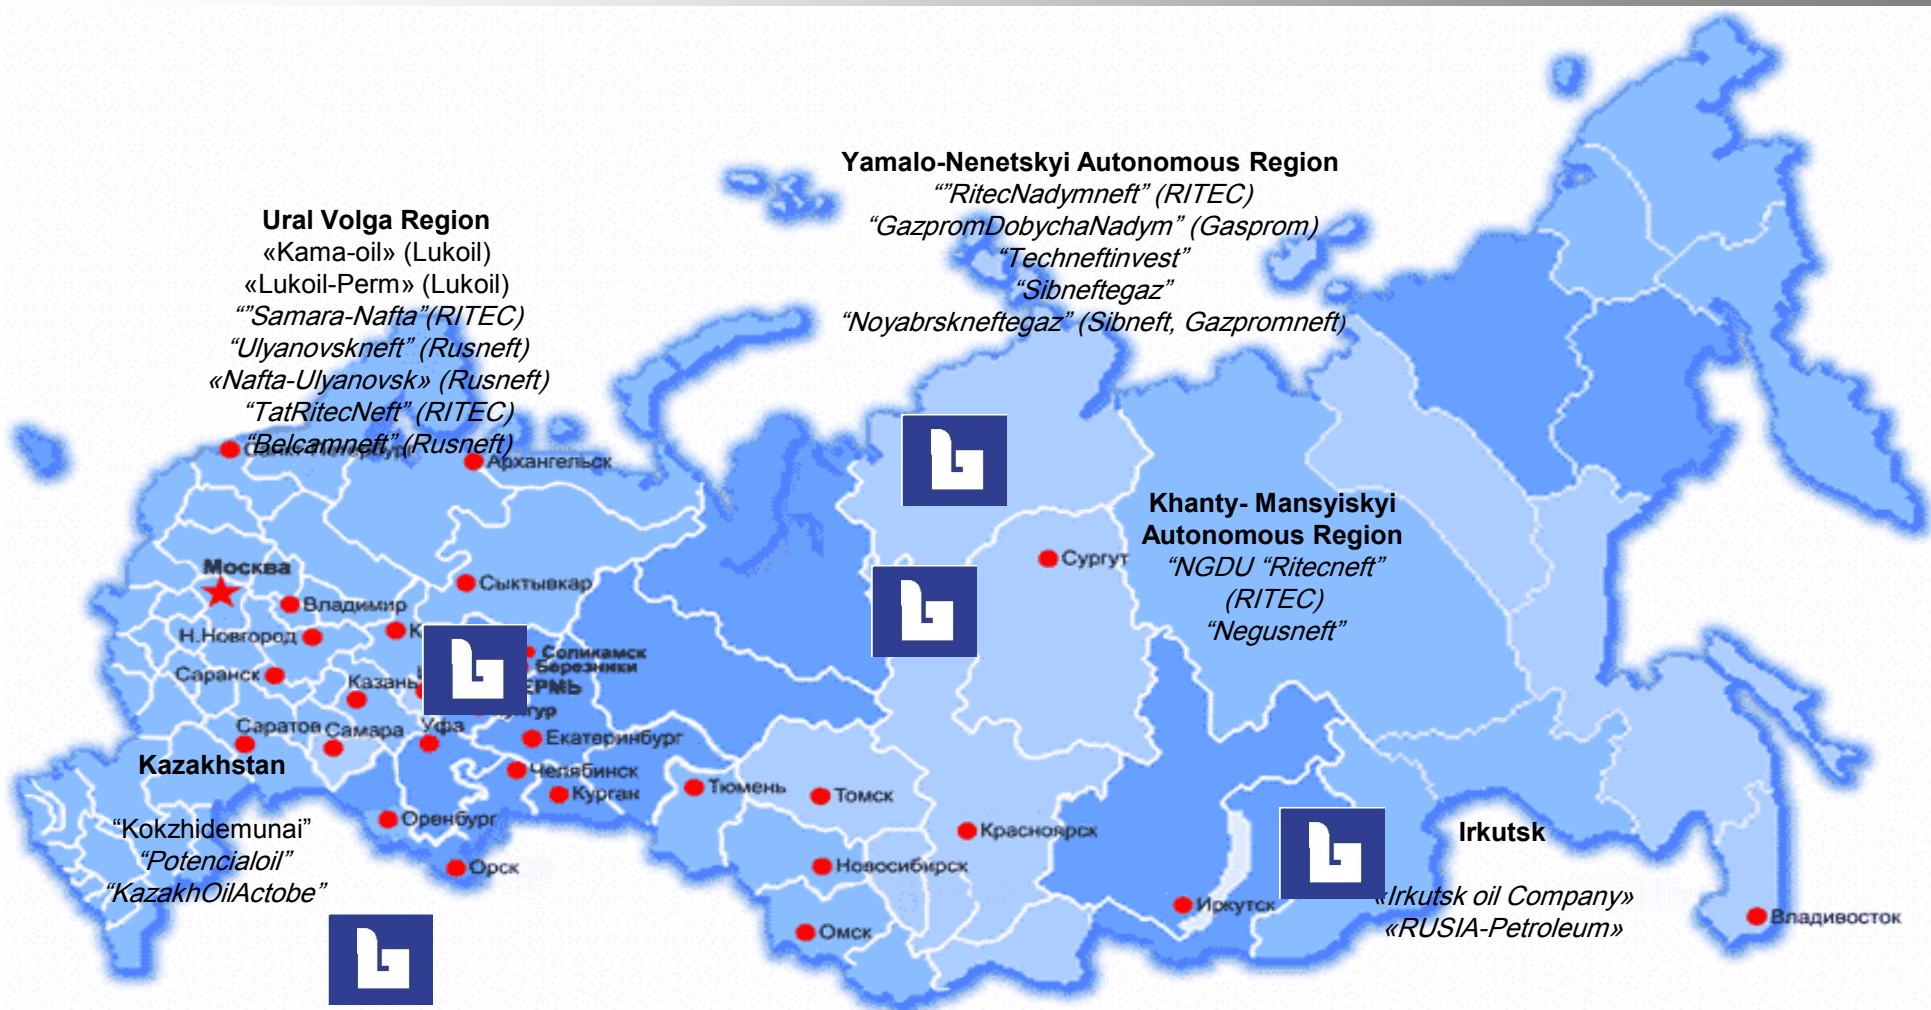 Yamalo-Nenetskyi Autonomous Region
“”RitecNadymneft” (RITEC)
“GazpromDobychaNadym” (Gasprom)
“Techneftinvest”
“Sibneftegaz”
“Noyabrskneftegaz” (Sibneft, Gazpromneft)
Ural Volga Region
«Kama-oil» (Lukoil)
«Lukoil-Perm» (Lukoil)
“”Samara-Nafta”(RITEC)
“Ulyanovskneft” (Rusneft)
«Nafta-Ulyanovsk» (Rusneft)
“TatRitecNeft” (RITEC)
“Belcamneft” (Rusneft)
Санкт-Петербург
Архангельск
Khanty- Mansyiskyi
Autonomous Region
“NGDU “Ritecneft”
(RITEC)
“Negusneft”
Сургут
Москва
Сыктывкар
Владимир
Н.Новгород
Соликамск
Березники
Саранск
Казань
Саратов
Самара
Уфа
Екатеринбург
Челябинск
Курган
Тюмень
Томск
Kazakhstan
“Kokzhidemunai”
“Potencialoil”
“KazakhOilActobe”
Оренбург
Орск
Красноярск
Новосибирск
Омск
Иркутск
Irkutsk
«Irkutsk oil Company»
«RUSIA-Petroleum»
Владивосток